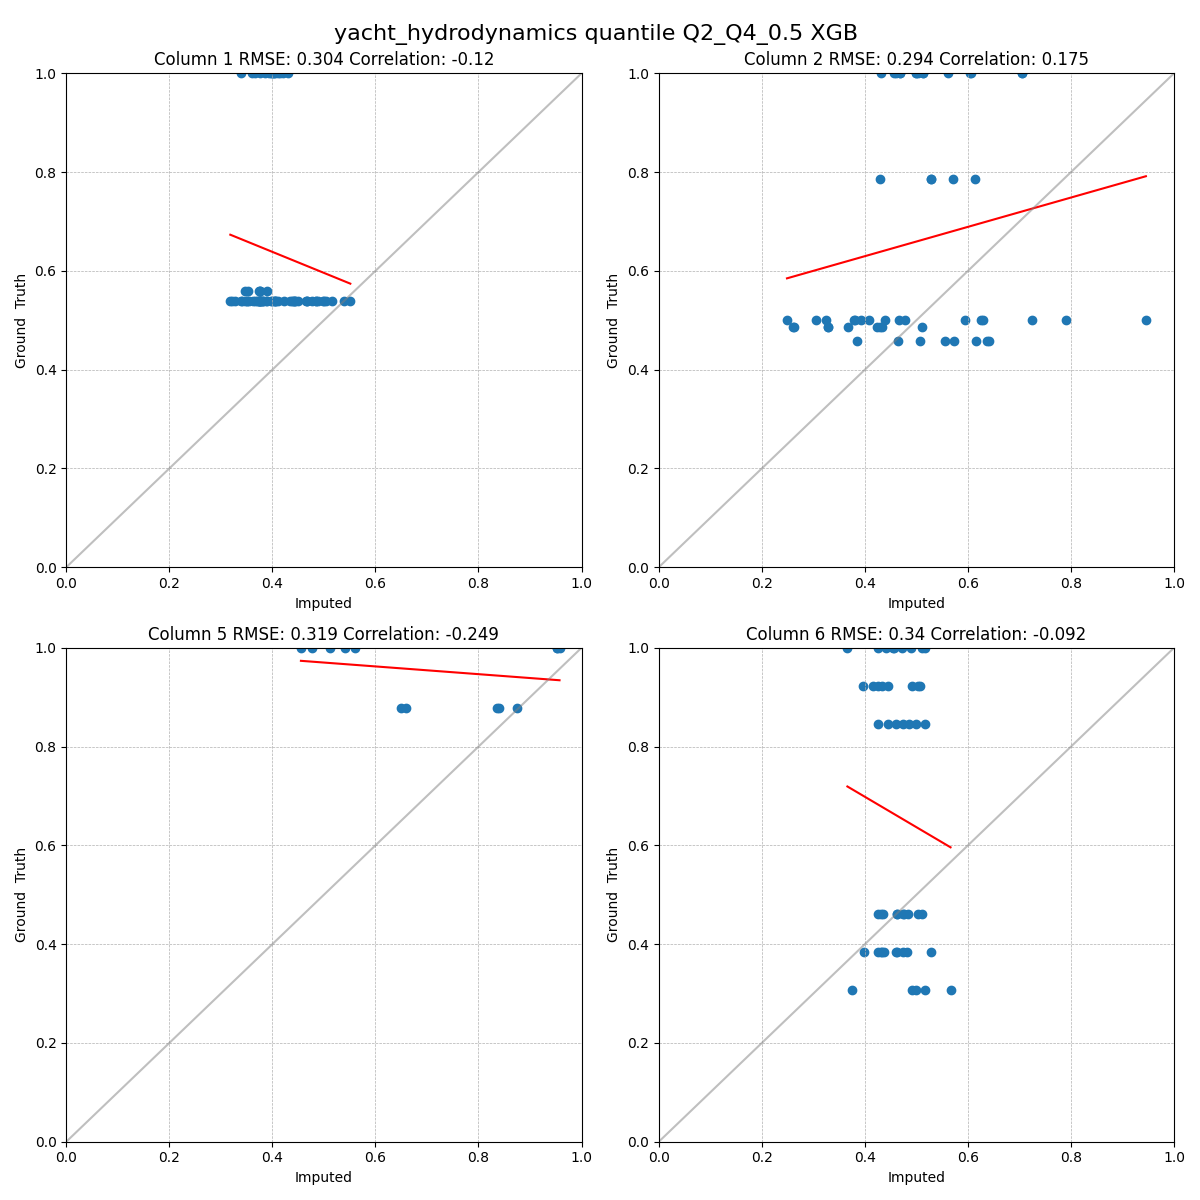 yacht_hydrodynamics quantile Q2_Q4_0.5 XGB
Column 1 RMSE: 0.304 Correlation: -0.12
1.0
0.8
0.6
0.4
0.2
0.0
Ground Truth
0.0 0.2 0.4 0.6 0.8 1.0
Imputed
Column 2 RMSE: 0.294 Correlation: 0.175
1.0
0.8
0.6
0.4
0.2
0.0
Ground Truth
0.0 0.2 0.4 0.6 0.8 1.0
Imputed
Column 5 RMSE: 0.319 Correlation: -0.249
1.0
0.8
0.6
0.4
0.2
0.0
Ground Truth
0.0 0.2 0.4 0.6 0.8 1.0
Imputed
Column 6 RMSE: 0.34 Correlation: -0.092
1.0
0.8
0.6
0.4
0.2
0.0
Ground Truth
0.0 0.2 0.4 0.6 0.8 1.0
Imputed